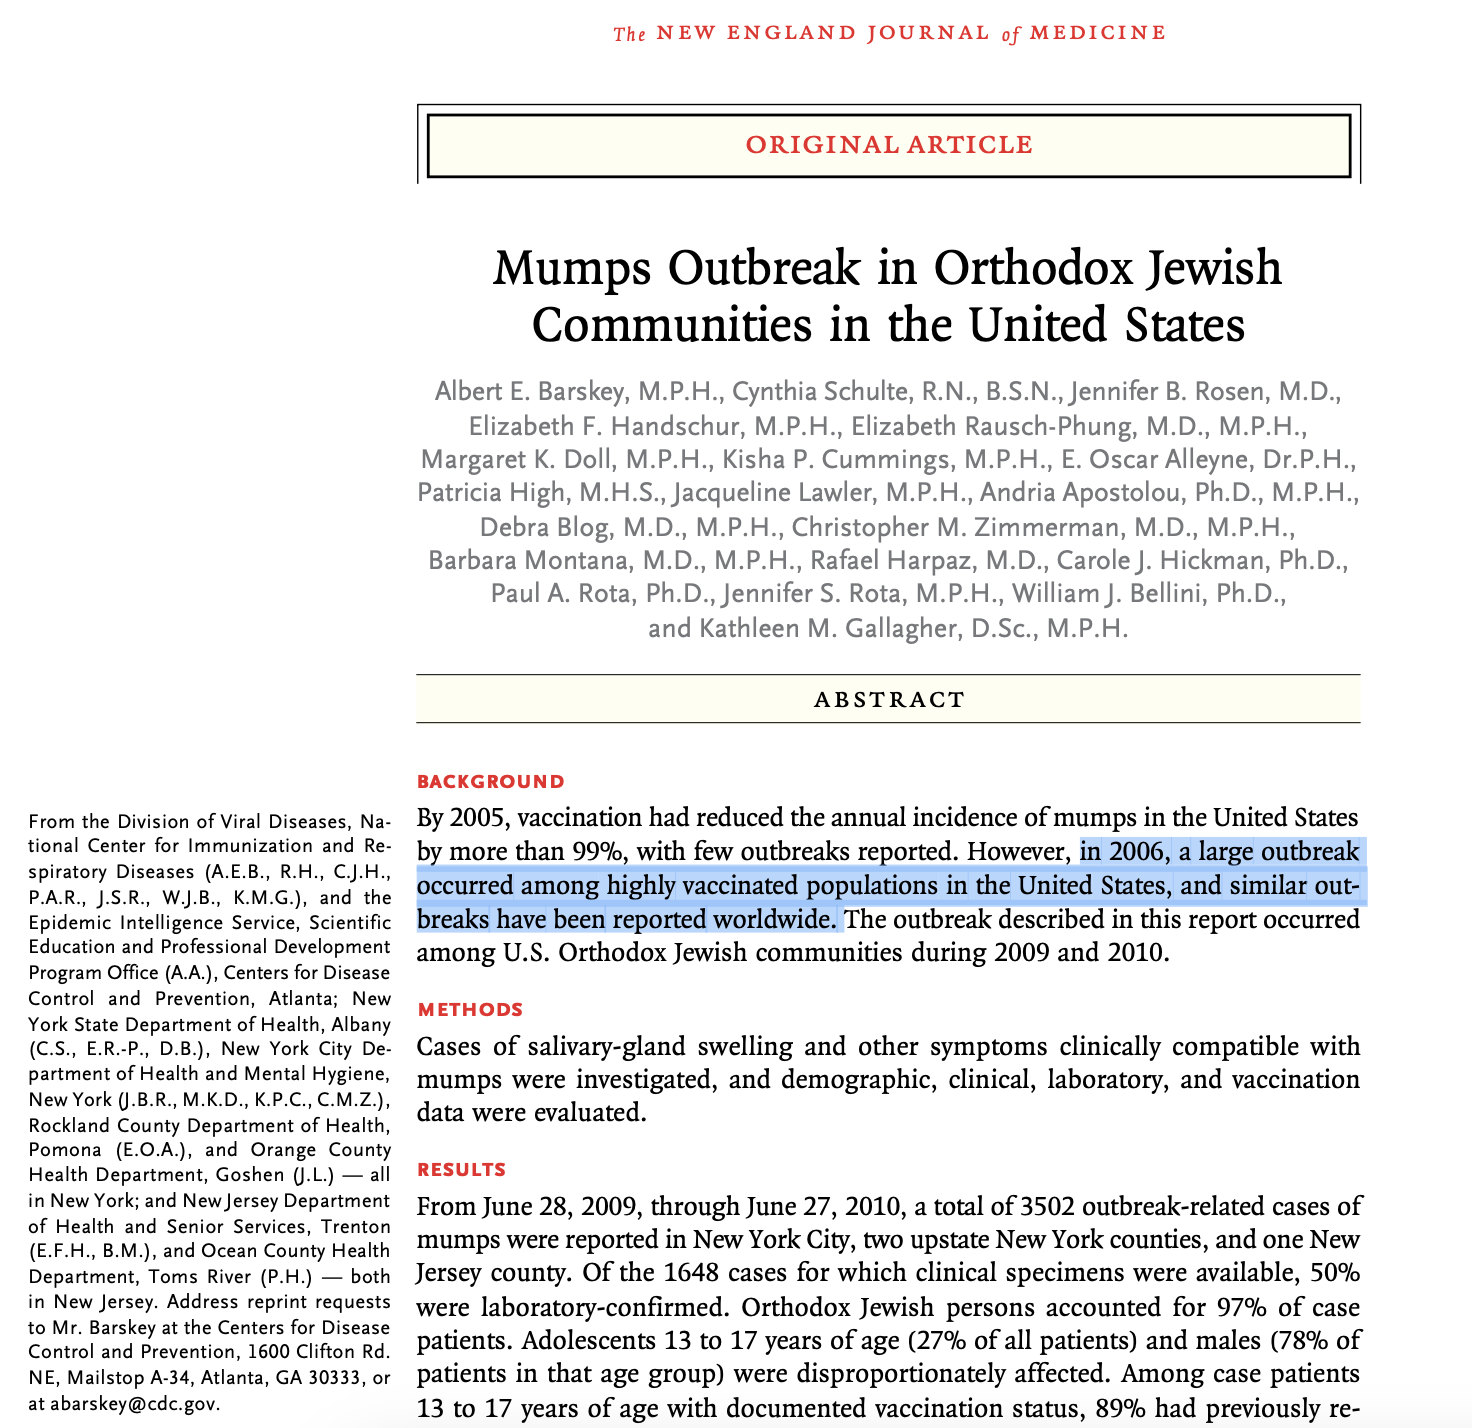 The NEW ENGLAND JOURNAL of MEDICINE
ORIGINAL ARTICLE
Mumps Outbreak in Orthodox Jewish
Communities in the United States
Albert E. Barskey, M.P.H., Cynthia Schulte, R.N., B.S.N., Jennifer B. Rosen, M.D.,
Elizabeth F. Handschur, M.P.H., Elizabeth Rausch-Phung, M.D., M.P.H.,
Margaret K. Doll, M.P.H., Kisha P. Cummings, M.P.H., E. Oscar Alleyne, Dr.P.H.,
Patricia High, M.H.S., Jacqueline Lawler, M.P.H., Andria Apostolou, Ph.D., M.P.H.,
Debra Blog, M.D., M.P.H., Christopher M. Zimmerman, M.D., M.P.H.,
Barbara Montana, M.D., M.P.H., Rafael Harpaz, M.D., Carole J. Hickman, Ph.D.,
Paul A. Rota, Ph.D., Jennifer S. Rota, M.P.H., William J. Bellini, Ph.D.,
and Kathleen M. Gallagher, D.Sc., M.P.H.
ABSTRACT
From the Division of Viral Diseases, Na-
tional Center for Immunization and Re-
spiratory Diseases (A.E.B., R.H., C.J.H.,
P.A.R., J.S.R., W.J.B., K.M.G.), and the
Epidemic Intelligence Service, Scientific
Education and Professional Development
Program Office (A.A.), Centers for Disease
Control and Prevention, Atlanta; New
York State Department of Health, Albany
(C.S., E.R.-P., D.B.), New York City De-
partment of Health and Mental Hygiene,
New York (J.B.R., M.K.D., K.P.C., C.M.Z.),
Rockland County Department of Health,
Pomona (E.O.A.), and Orange County
Health Department, Goshen (J.L.) — all
in New York; and New Jersey Department
of Health and Senior Services, Trenton
(E.F.H., B.M.), and Ocean County Health
Department, Toms River (P.H.) — both
in New Jersey. Address reprint requests
to Mr. Barskey at the Centers for Disease
Control and Prevention, 1600 Clifton Rd.
NE, Mailstop A-34, Atlanta, GA 30333, or
at abarskey@cdc.gov.
BACKGROUND
By 2005, vaccination had reduced the annual incidence of mumps in the United States
by more than 99%, with few outbreaks reported. However, in 2006, a large outbreak
occurred among highly vaccinated populations in the United States, and similar out-
breaks have been reported worldwide. The outbreak described in this report occurred
among U.S. Orthodox Jewish communities during 2009 and 2010.
METHODS
Cases of salivary-gland swelling and other symptoms clinically compatible with
mumps were investigated, and demographic, clinical, laboratory, and vaccination
data were evaluated.
RESULTS
From June 28, 2009, through June 27, 2010, a total of 3502 outbreak-related cases of
mumps were reported in New York City, two upstate New York counties, and one New
Jersey county. Of the 1648 cases for which clinical specimens were available, 50%
were laboratory-confirmed. Orthodox Jewish persons accounted for 97% of case
patients. Adolescents 13 to 17 years of age (27% of all patients) and males (78% of
patients in that age group) were disproportionately affected. Among case patients
13 to 17 years of age with documented vaccination status, 89% had previously re-